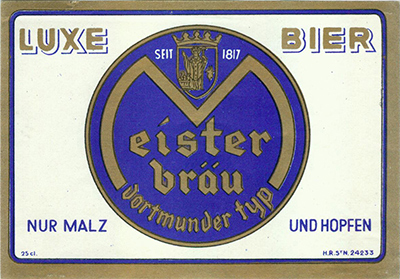 LUXE BIER
SEIT 1817
Meister
bräu
dortmunder typ
NUR MALZ UND HOPFEN
25 cl. H.R.S^t N. 24233